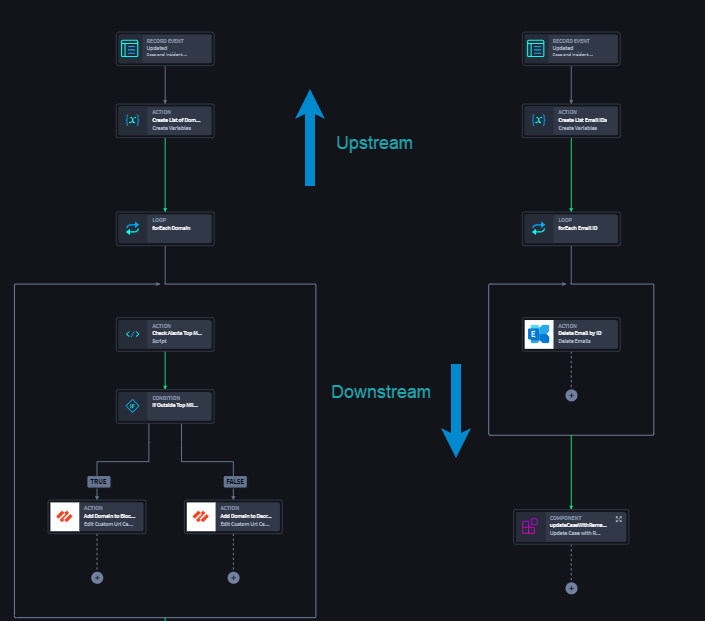 RECORD EVENT
Updated
Case and Incident ...
ACTION
Create List of Dom...
Create Variables
LOOP
forEach Domain
ACTION
Check Alexa Top M...
Script
CONDITION
If Outside Top Mil...
TRUE
FALSE
ACTION
Add Domain to Bloc...
Edit Custom Url Ca...
ACTION
Add Domain to Decr...
Edit Custom Url Ca...
Upstream
Downstream
RECORD EVENT
Updated
Case and Incident ...
ACTION
Create List Email IDs
Create Variables
LOOP
forEach Email ID
ACTION
Delete Email by ID
Delete Emails
COMPONENT
updateCaseWithRema...
Update Case with R...